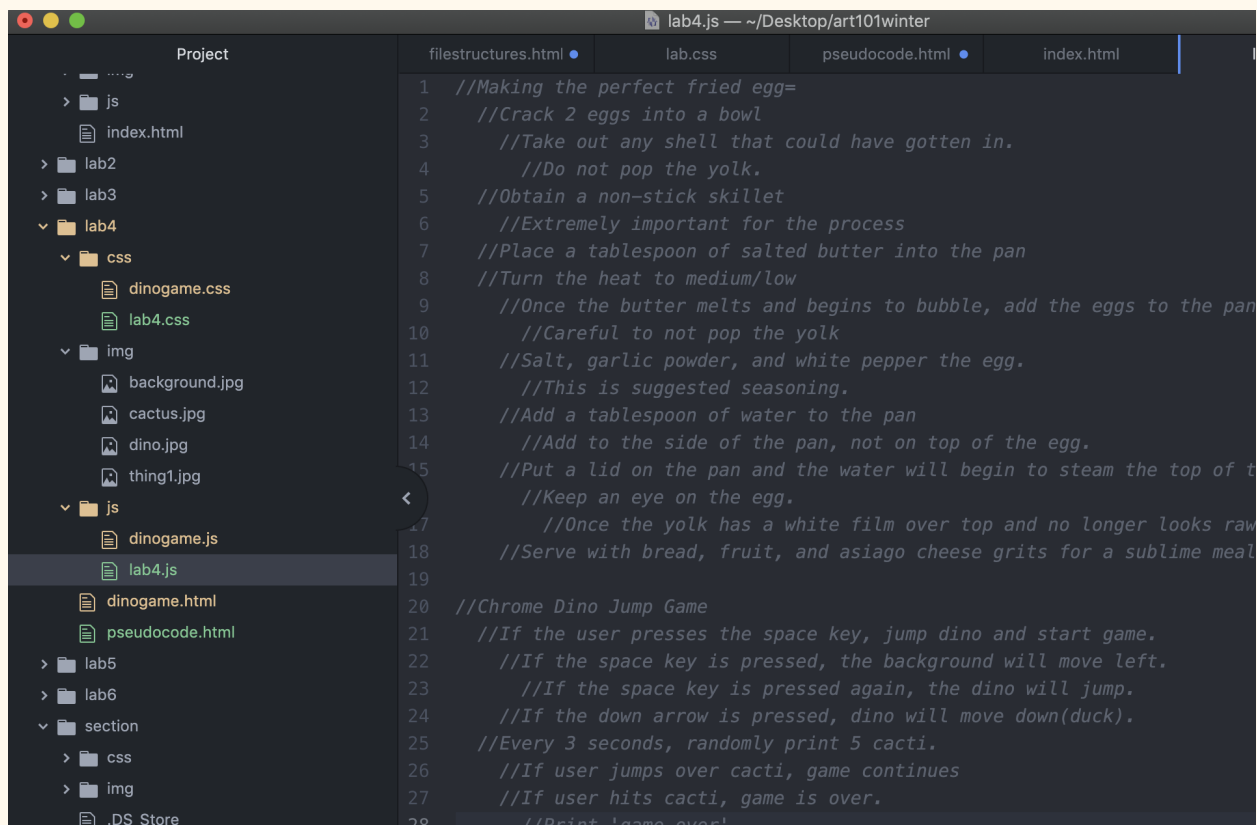 lab4.js — ~/Desktop/art101winter
Project
filestructures.html
lab.css
pseudocode.html
index.html
js
index.html
lab2
lab3
lab4
css
dinogame.css
lab4.css
img
background.jpg
cactus.jpg
dino.jpg
thing1.jpg
js
dinogame.js
lab4.js
dinogame.html
pseudocode.html
lab5
lab6
section
css
img
.DS_Store
1 //Making the perfect fried egg=
2 //Crack 2 eggs into a bowl
3 //Take out any shell that could have gotten in.
4 //Do not pop the yolk.
5 //Obtain a non-stick skillet
6 //Extremely important for the process
7 //Place a tablespoon of salted butter into the pan
8 //Turn the heat to medium/low
9 //Once the butter melts and begins to bubble, add the eggs to the pan
10 //Careful to not pop the yolk
11 //Salt, garlic powder, and white pepper the egg.
12 //This is suggested seasoning.
13 //Add a tablespoon of water to the pan
14 //Add to the side of the pan, not on top of the egg.
15 //Put a lid on the pan and the water will begin to steam the top of t
//Keep an eye on the egg.
17 //Once the yolk has a white film over top and no longer looks raw
18 //Serve with bread, fruit, and asiago cheese grits for a sublime meal
19
20 //Chrome Dino Jump Game
21 //If the user presses the space key, jump dino and start game.
22 //If the space key is pressed, the background will move left.
23 //If the space key is pressed again, the dino will jump.
24 //If the down arrow is pressed, dino will move down(duck).
25 //Every 3 seconds, randomly print 5 cacti.
26 //If user jumps over cacti, game continues
27 //If user hits cacti, game is over.
28 //Print 'game over'